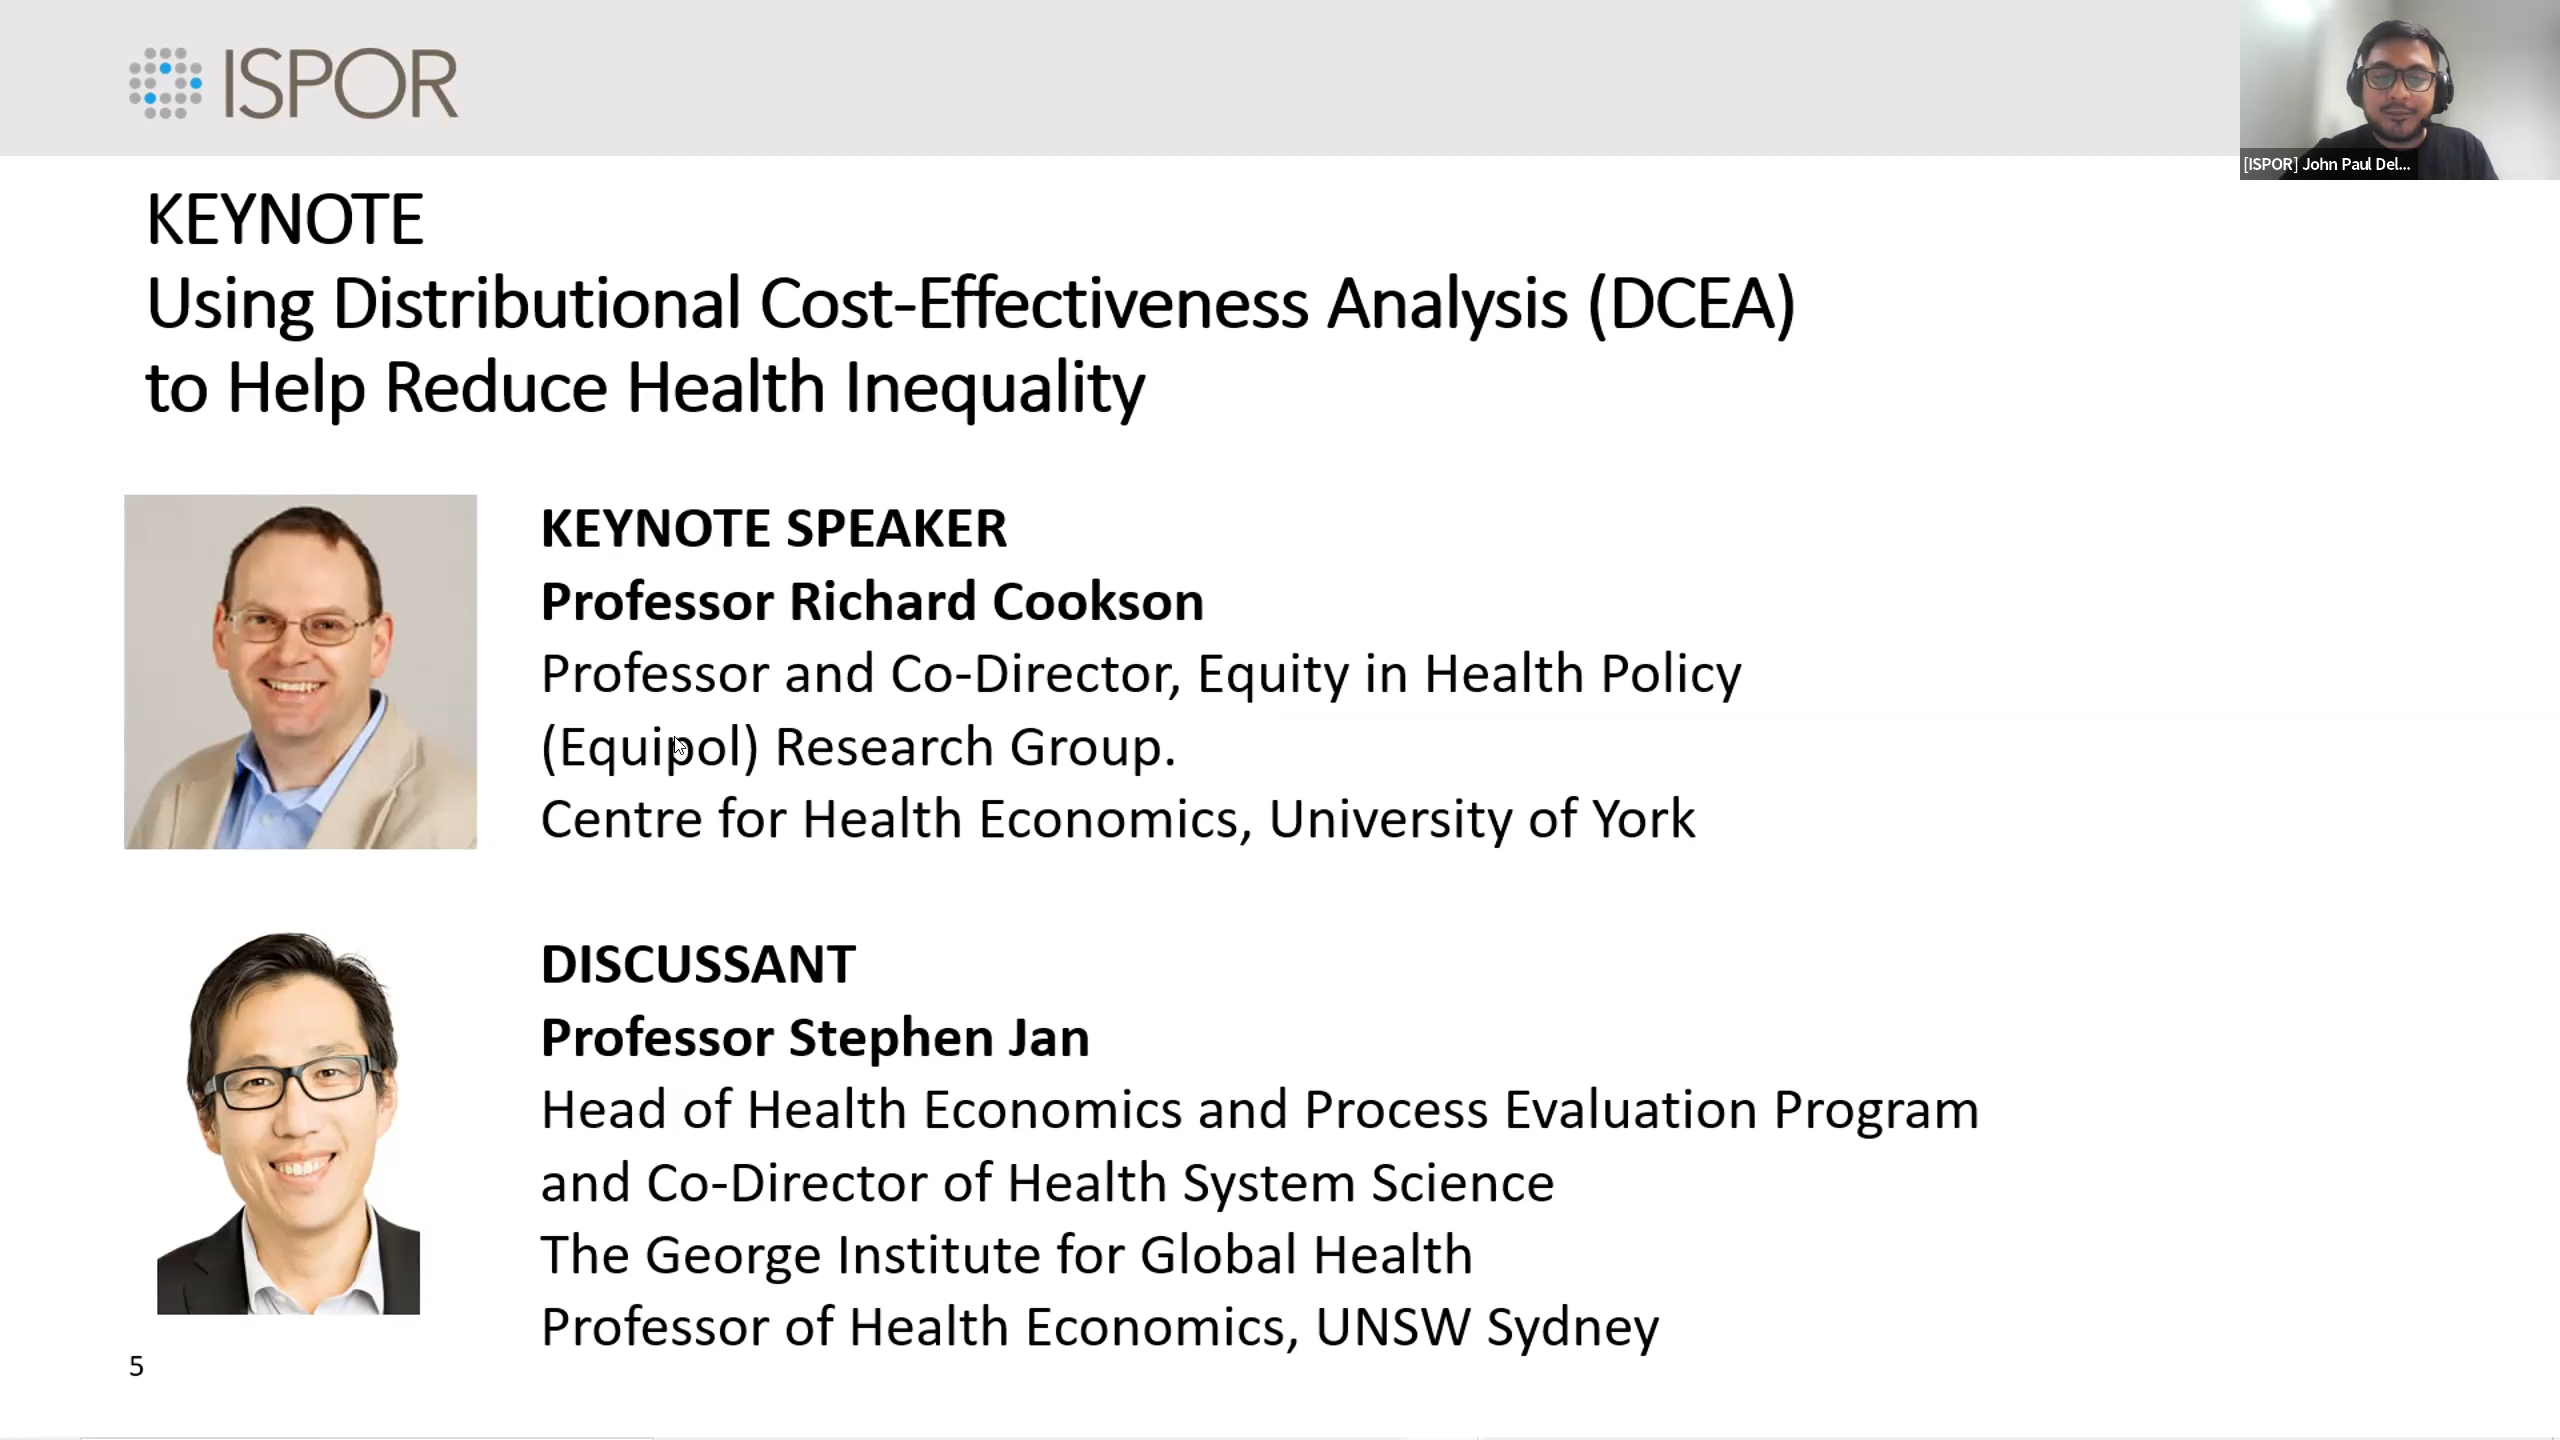 ISPOR
[ISPOR] John Paul Del...
KEYNOTE
Using Distributional Cost-Effectiveness Analysis (DCEA)
to Help Reduce Health Inequality
KEYNOTE SPEAKER
Professor Richard Cookson
Professor and Co-Director, Equity in Health Policy
(Equipol) Research Group.
Centre for Health Economics, University of York
DISCUSSANT
Professor Stephen Jan
Head of Health Economics and Process Evaluation Program
and Co-Director of Health System Science
The George Institute for Global Health
Professor of Health Economics, UNSW Sydney
5